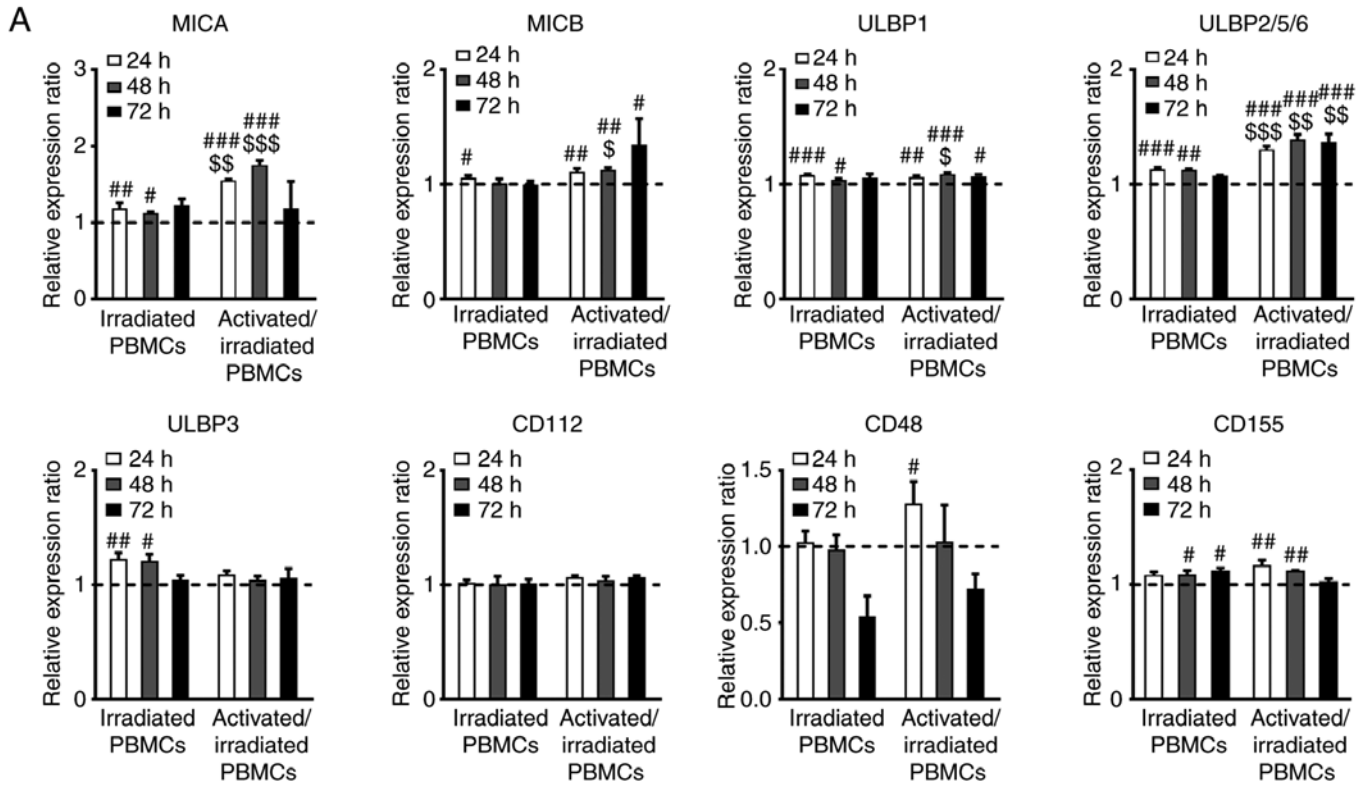 A
MICA
Relative expression ratio
3
2
1
0
24 h
48 h
72 h
##
#
###
$$
###
$$$
Irradiated
PBMCs
Activated/
irradiated
PBMCs
MICB
Relative expression ratio
2
1
0
24 h
48 h
72 h
#
##
##
$
#
Irradiated
PBMCs
Activated/
irradiated
PBMCs
ULBP1
Relative expression ratio
2
1
0
24 h
48 h
72 h
###
#
##
###
$
#
Irradiated
PBMCs
Activated/
irradiated
PBMCs
ULBP2/5/6
Relative expression ratio
2
1
0
24 h
48 h
72 h
###
##
###
$$$
###
$$
###
$$
Irradiated
PBMCs
Activated/
irradiated
PBMCs
ULBP3
Relative expression ratio
2
1
0
24 h
48 h
72 h
##
#
Irradiated
PBMCs
Activated/
irradiated
PBMCs
CD112
Relative expression ratio
2
1
0
24 h
48 h
72 h
Irradiated
PBMCs
Activated/
irradiated
PBMCs
CD48
Relative expression ratio
1.5
1.0
0.5
0.0
24 h
48 h
72 h
#
Irradiated
PBMCs
Activated/
irradiated
PBMCs
CD155
Relative expression ratio
2
1
0
24 h
48 h
72 h
#
#
##
##
Irradiated
PBMCs
Activated/
irradiated
PBMCs